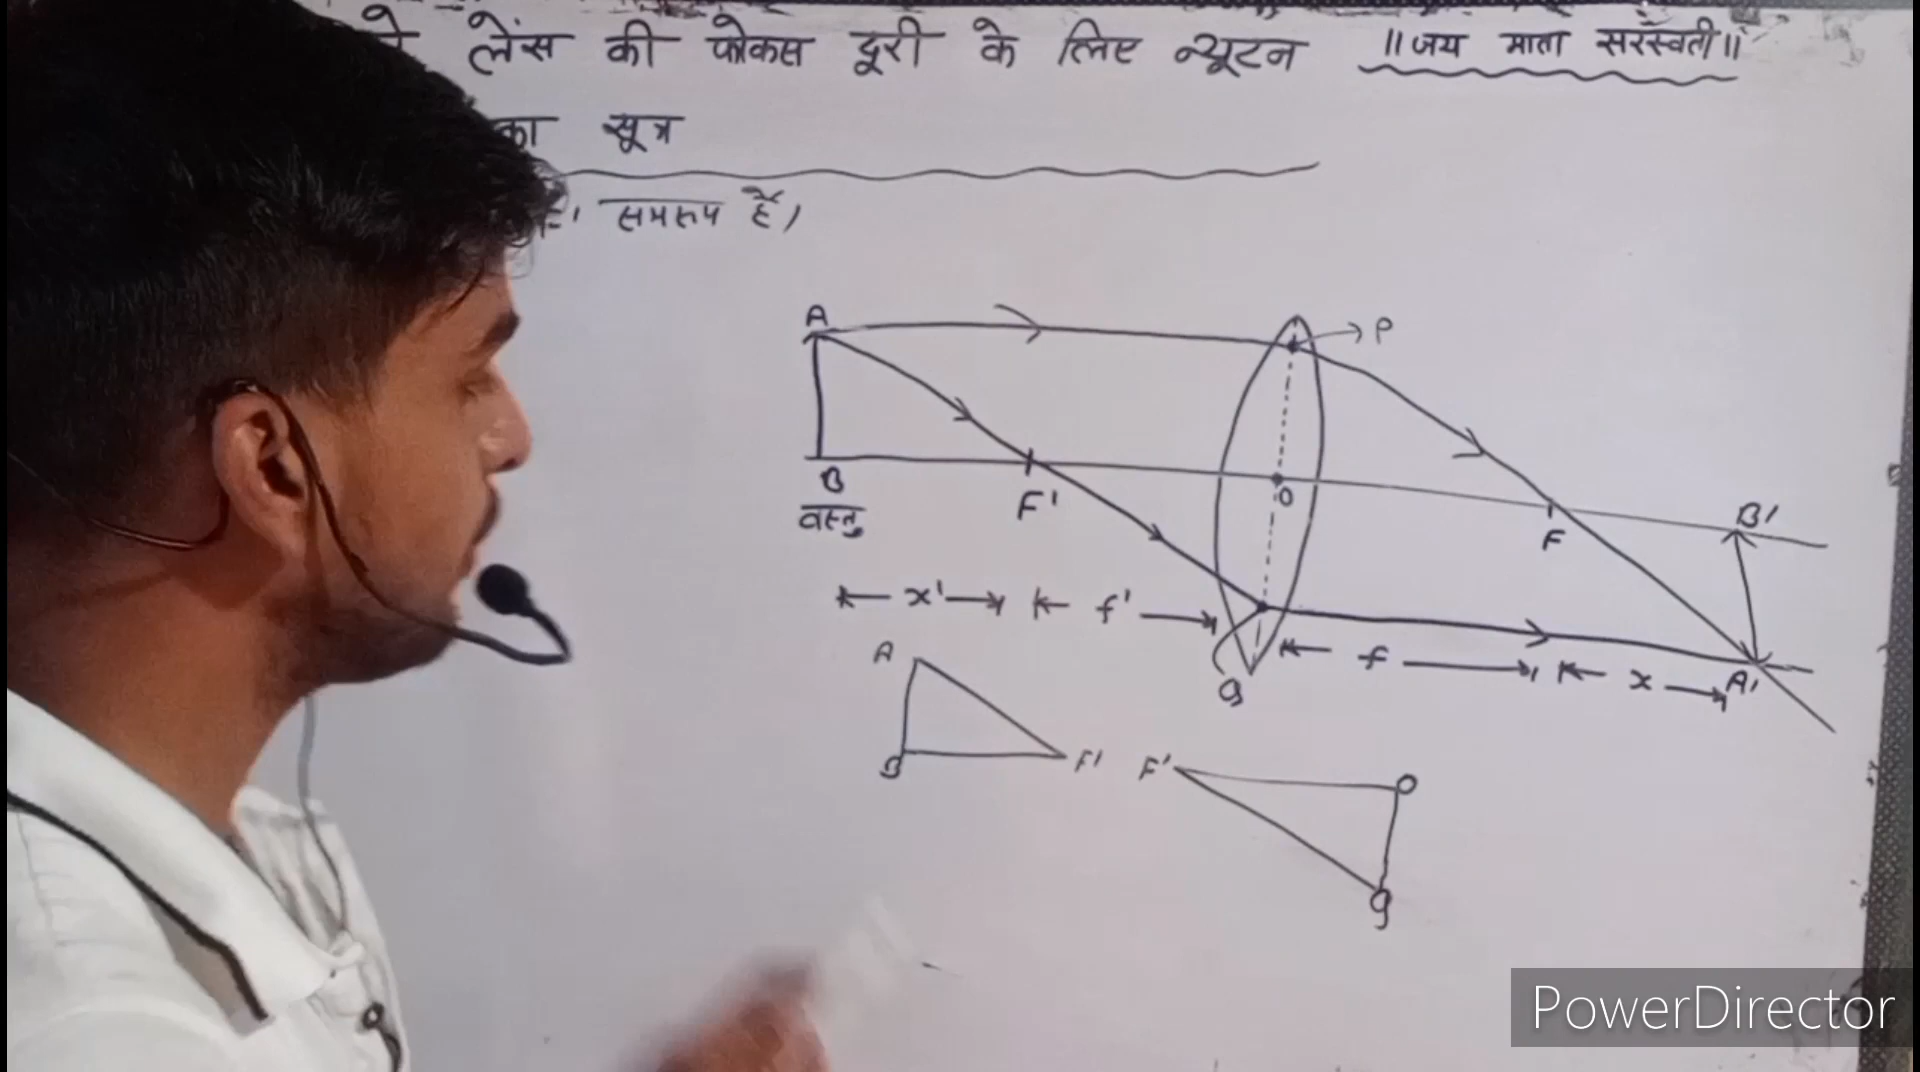 लेंस की फोकस दूरी के लिए न्यूटन
॥जय माता सरस्वती॥
का सूत्र
समरूप हैं।
A
P
B
वस्तु
F'
O
F
B'
x'
f'
f
x
A'
Q
A
B
F'
F'
O
Q
PowerDirector